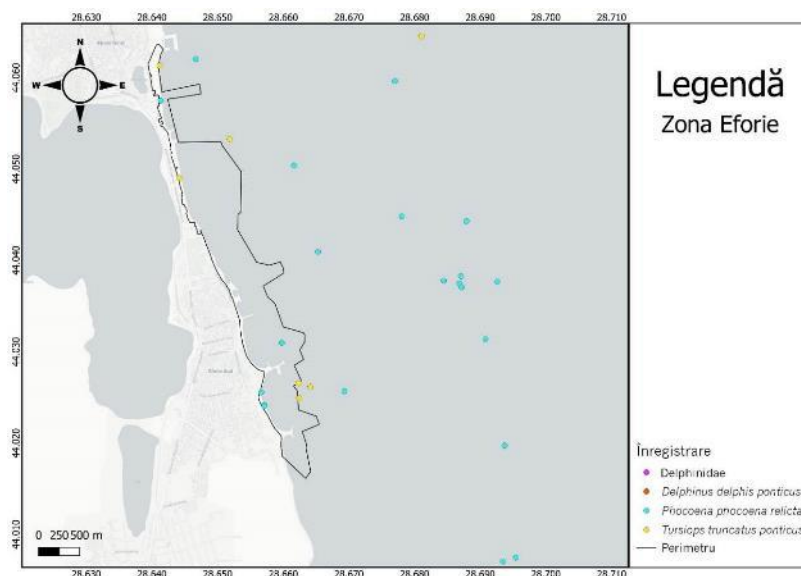 28.630 28.640 28.650 28.660 28.670 28.680 28.690 28.700 28.710
44.060
44.050
44.040
44.030
44.020
44.010
N
W E
S
0 250 500 m
28.630 28.640 28.650 28.660 28.670 28.680 28.690 28.700 28.710
Legendă
Zona Eforie
Înregistrare
Delphinidae
Delphinus delphis ponticus
Phocoena phocoena relicta
Tursiops truncatus ponticus
Perimetru